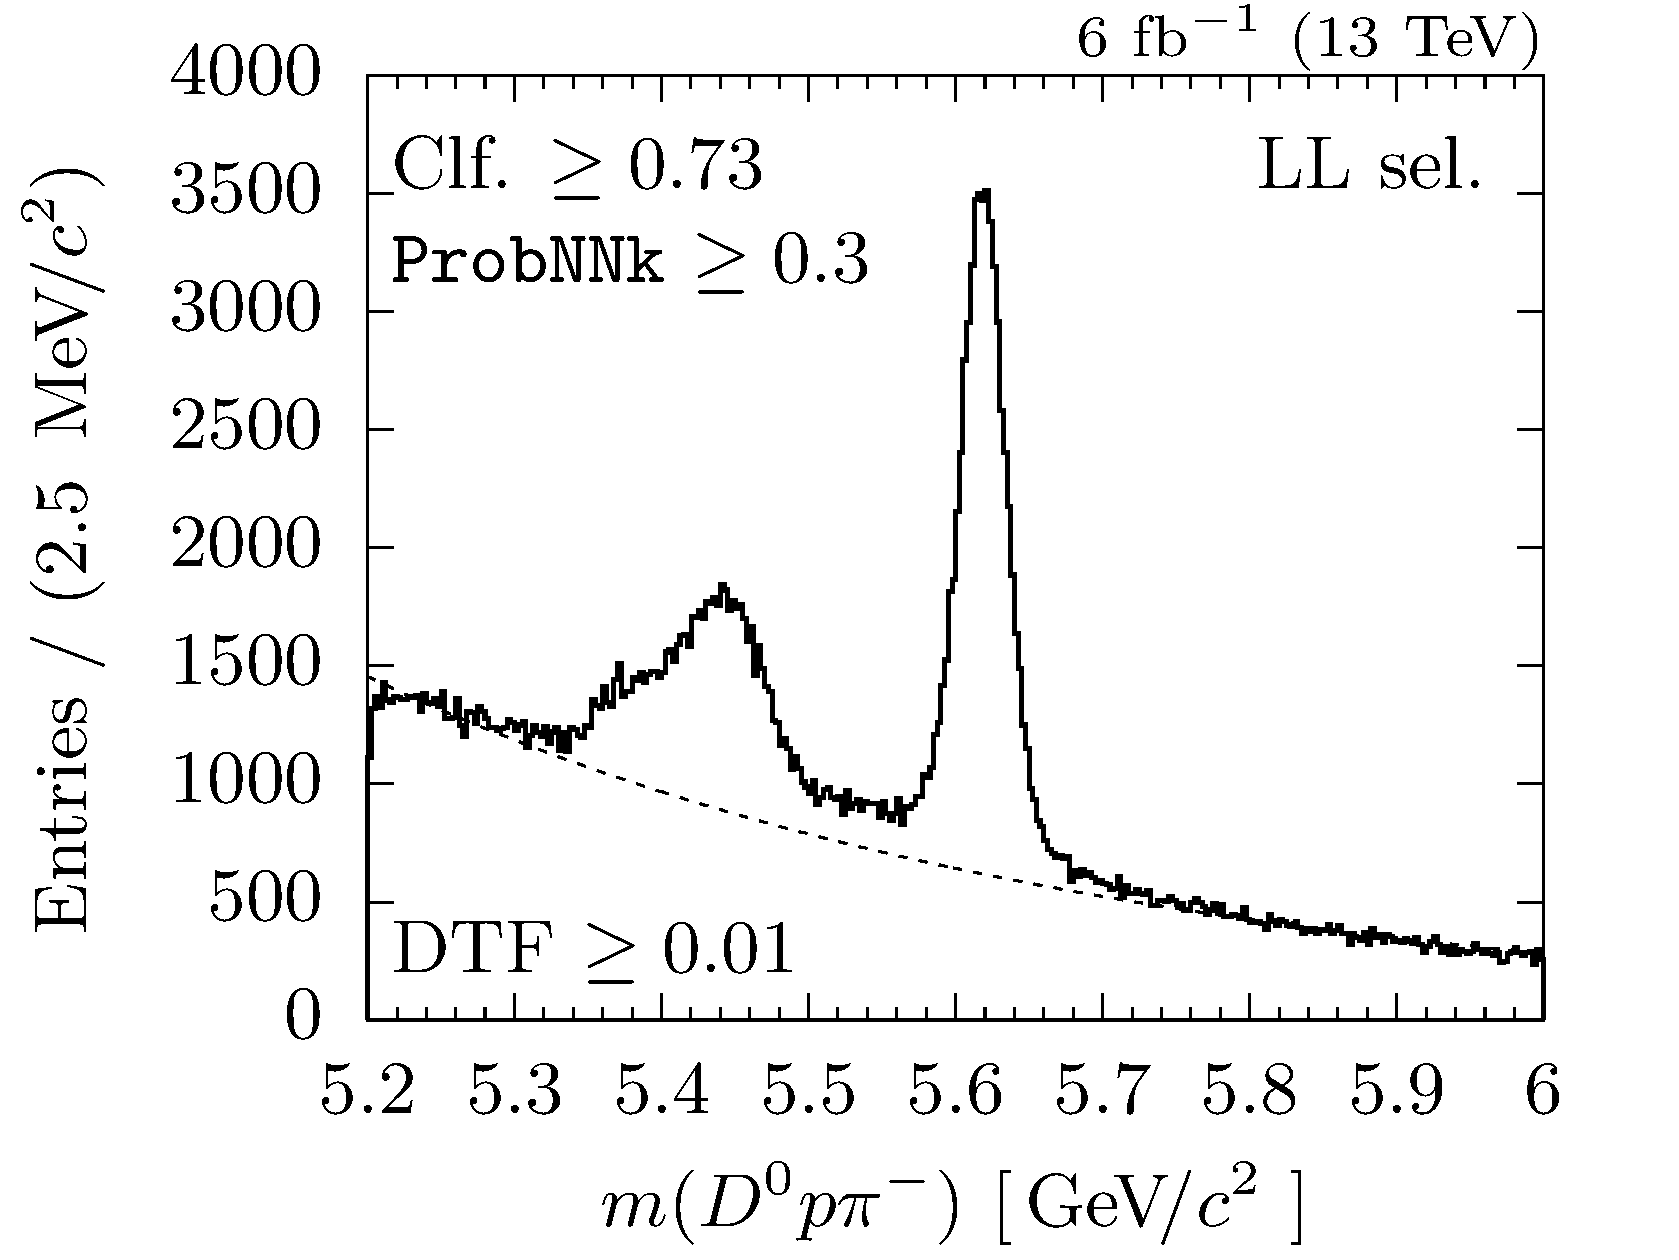 6 fb⁻¹ (13 TeV)
Clf. ≥ 0.73
LL sel.
ProbNNk ≥ 0.3
DTF ≥ 0.01
Entries / (2.5 MeV/c²)
4000
3500
3000
2500
2000
1500
1000
500
0
5.2 5.3 5.4 5.5 5.6 5.7 5.8 5.9 6
m(D⁰pπ⁻) [ GeV/c² ]